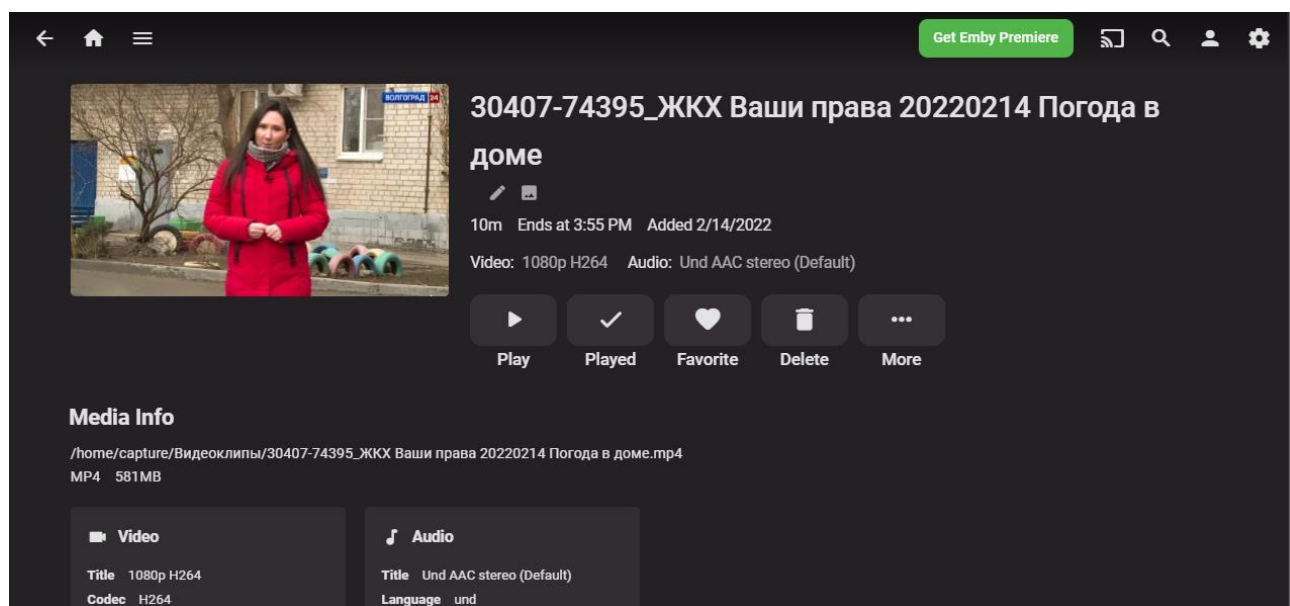 Get Emby Premiere
ВОЛГОГРАД 24
30407-74395_ЖКХ Ваши права 20220214 Погода в
доме
10m Ends at 3:55 PM Added 2/14/2022
Video: 1080p H264 Audio: Und AAC stereo (Default)
Play Played Favorite Delete More
Media Info
/home/capture/Видеоклипы/30407-74395_ЖКХ Ваши права 20220214 Погода в доме.mp4
MP4 581MB
Video
Title 1080p H264
Codec H264
Audio
Title Und AAC stereo (Default)
Language und